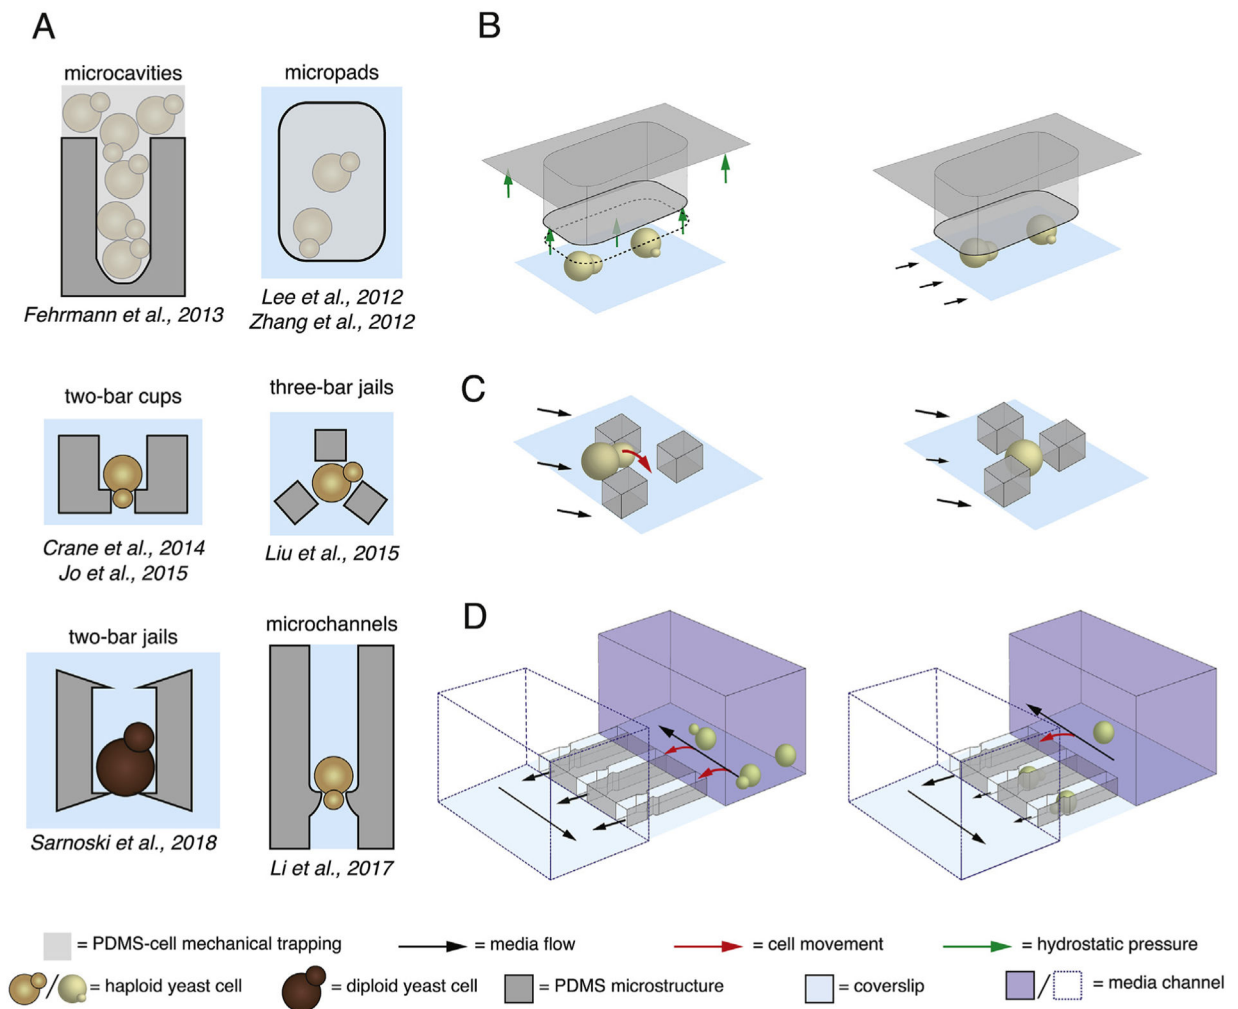 A
microcavities
Fehrmann et al., 2013
micropads
Lee et al., 2012
Zhang et al., 2012
two-bar cups
Crane et al., 2014
Jo et al., 2015
three-bar jails
Liu et al., 2015
two-bar jails
Sarnoski et al., 2018
microchannels
Li et al., 2017
B
C
D
= PDMS-cell mechanical trapping
= media flow
= cell movement
= hydrostatic pressure
/ = haploid yeast cell
= diploid yeast cell
= PDMS microstructure
= coverslip
/ = media channel